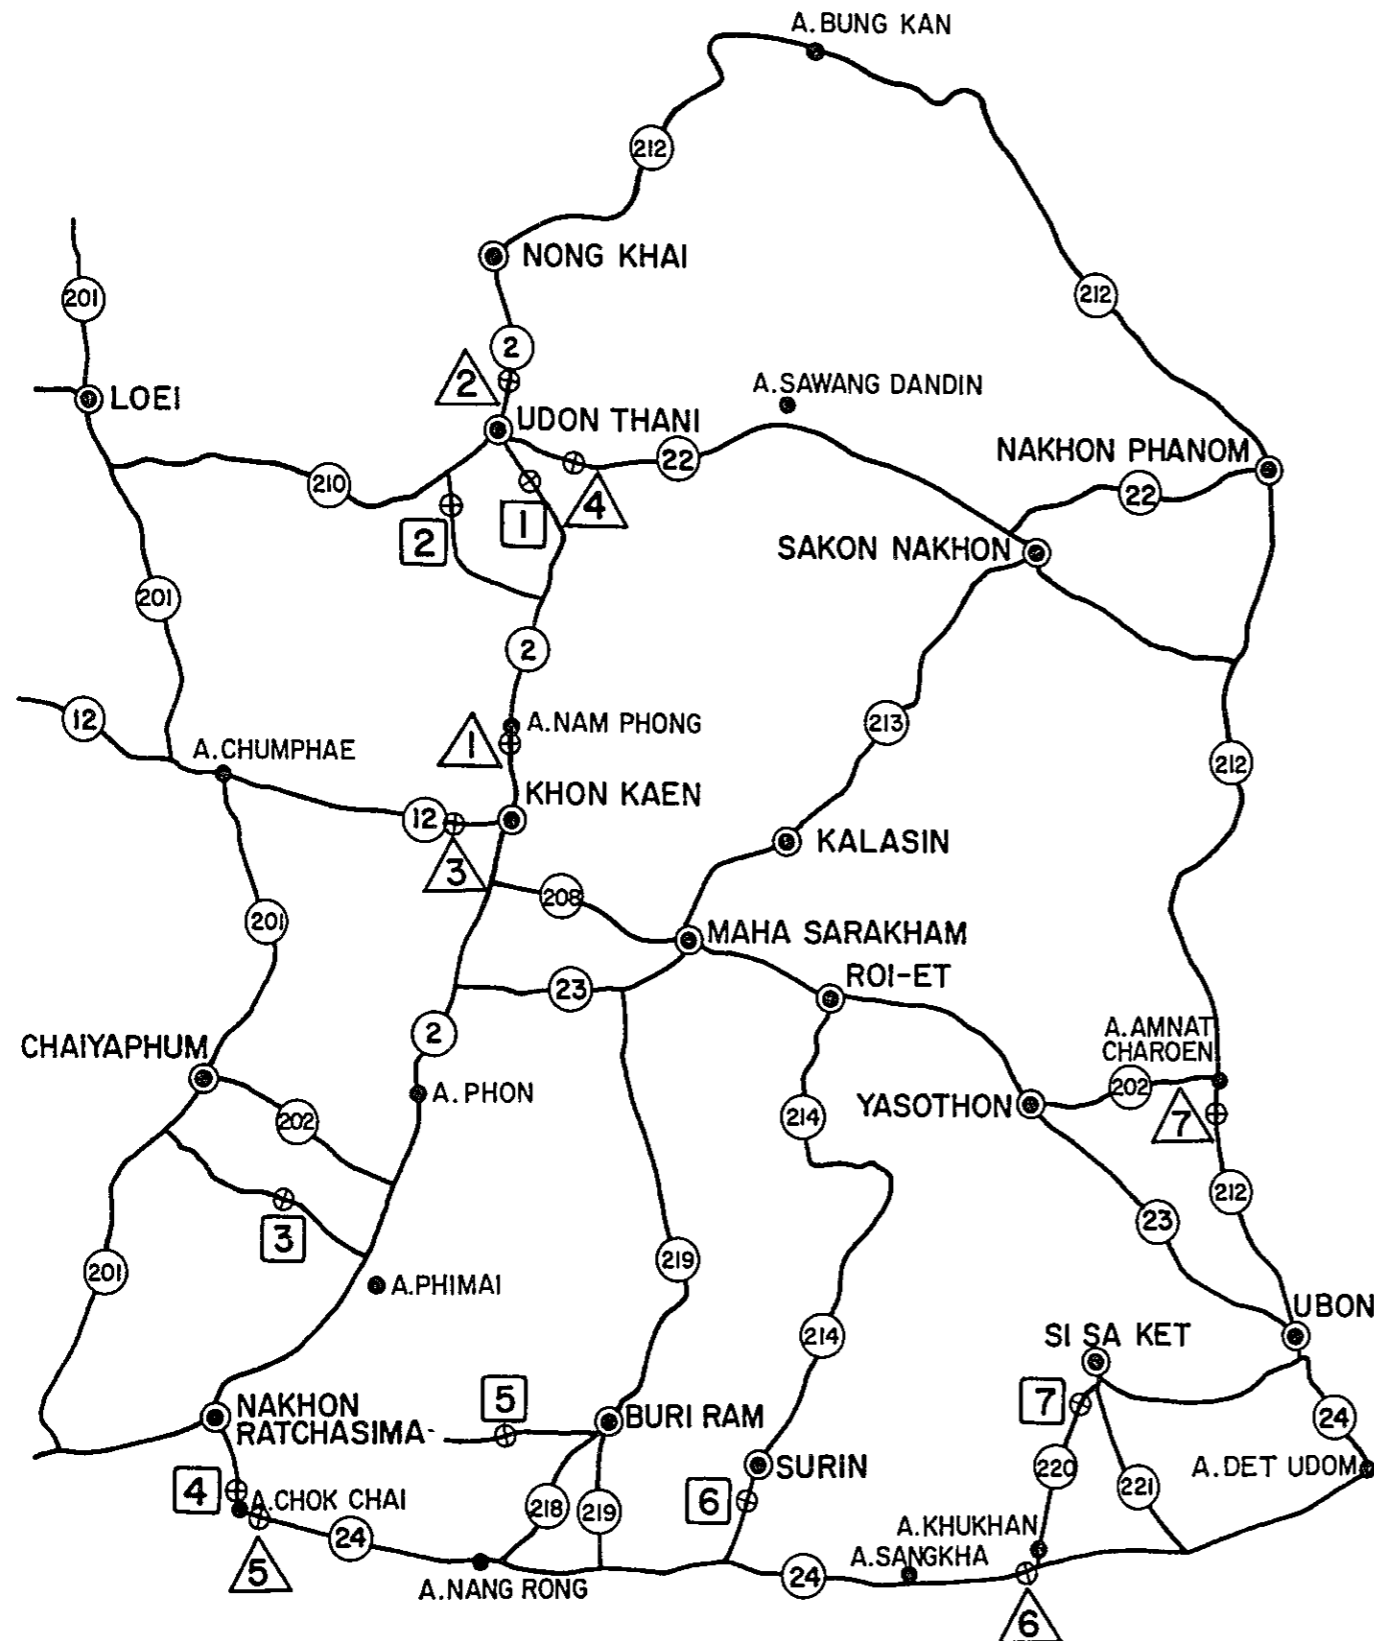 A. BUNG KAN
212
NONG KHAI
201
212
2
2
A. SAWANG DANDIN
LOEI
UDON THANI
NAKHON PHANOM
22
210
22
4
1
2
SAKON NAKHON
201
2
12
A. NAM PHONG
213
A. CHUMPHAE
1
212
KHON KAEN
12
KALASIN
3
208
201
MAHA SARAKHAM
ROI-ET
23
2
A. AMNAT
CHAROEN
CHAIYAPHUM
A. PHON
202
YASOTHON
214
7
202
212
23
3
219
201
A. PHIMAI
UBON
214
SI SA KET
5
7
NAKHON
RATCHASIMA-
BURI RAM
24
SURIN
220
A. DET UDOM
4
221
A. CHOK CHAI
6
218
219
24
A. KHUKHAN
A. SANGKHA
5
A. NANG RONG
24
6